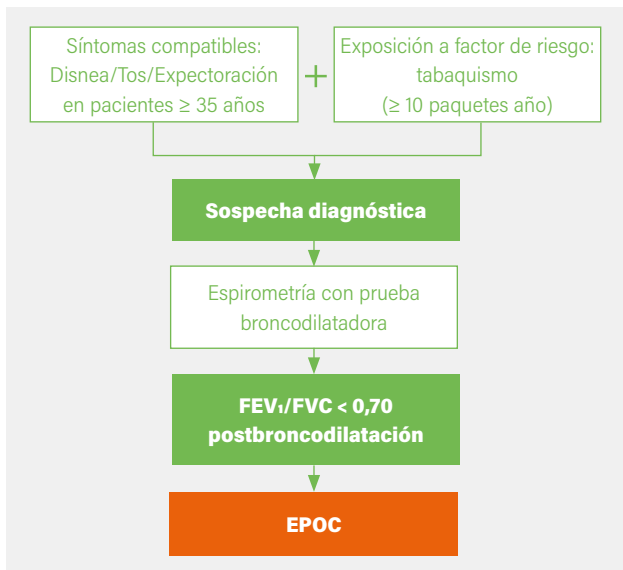 Síntomas compatibles:
Disnea/Tos/Expectoración
en pacientes ≥ 35 años
+
Exposición a factor de riesgo:
tabaquismo
(≥ 10 paquetes año)
Sospecha diagnóstica
Espirometría con prueba
broncodilatadora
FEV₁/FVC < 0,70
postbroncodilatación
EPOC